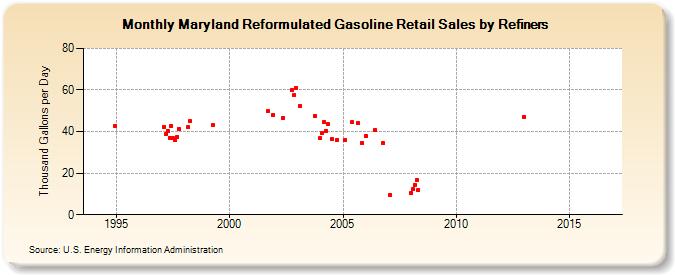 Monthly Maryland Reformulated Gasoline Retail Sales by Refiners
Thousand Gallons per Day
80
60
40
20
0
1995 2000 2005 2010 2015
Source: U.S. Energy Information Administration